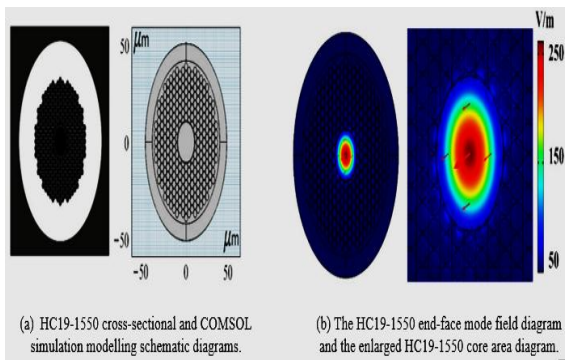 V/m
50
μm
0
μm
-50
-50
0
50
250
150
50
(a) HC19-1550 cross-sectional and COMSOL
simulation modelling schematic diagrams.
(b) The HC19-1550 end-face mode field diagram
and the enlarged HC19-1550 core area diagram.